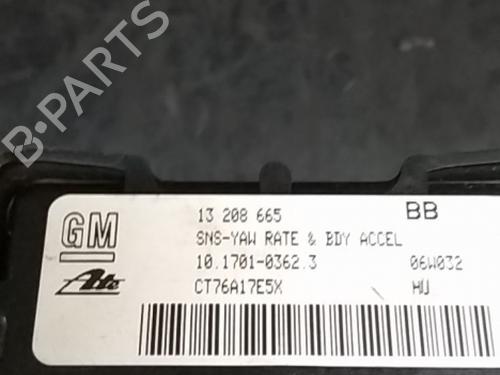 B-PARTS
GM
13 208 665 BB
SNS-YAW RATE & BDY ACCEL
10.1701-0362.3 06W032
Ate CT76A17E5X HU